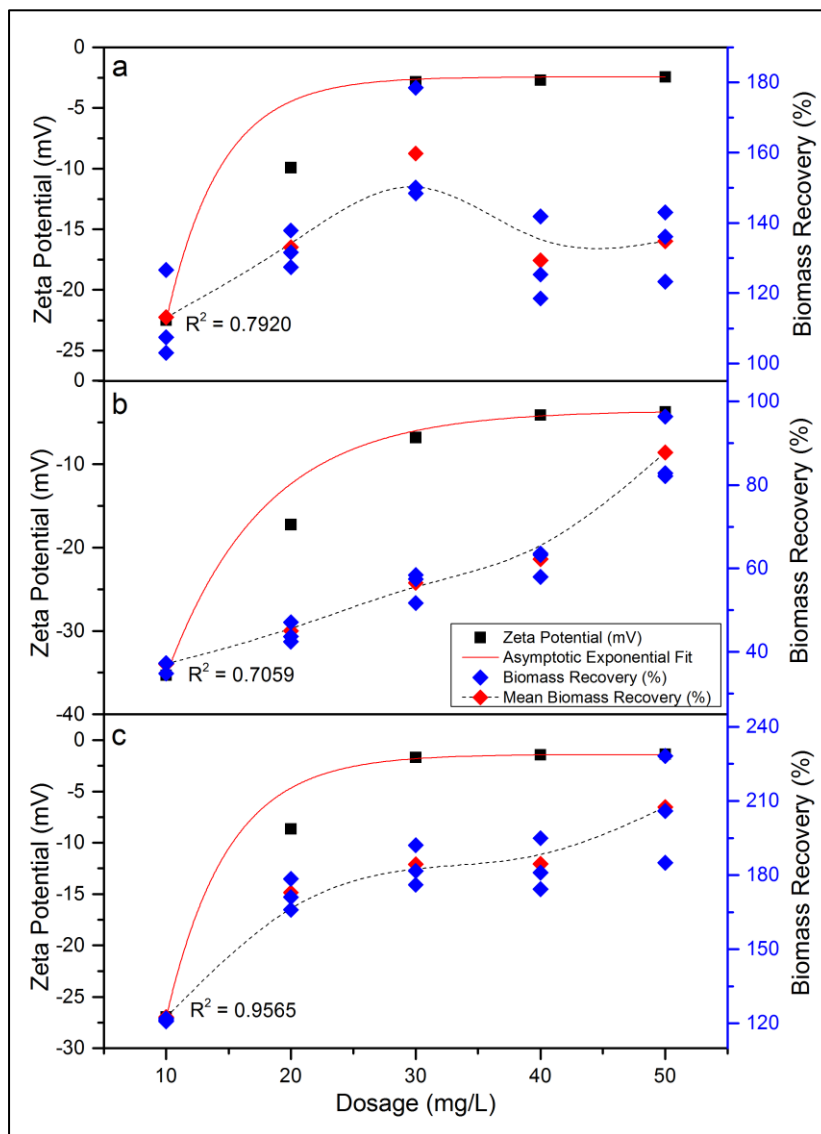 a
0
-5
-10
-15
-20
-25
Zeta Potential (mV)
R² = 0.7920
180
160
140
120
100
Biomass Recovery (%)
b
0
-10
-20
-30
-40
Zeta Potential (mV)
R² = 0.7059
100
80
60
40
Biomass Recovery (%)
Zeta Potential (mV)
Asymptotic Exponential Fit
Biomass Recovery (%)
Mean Biomass Recovery (%)
c
0
-5
-10
-15
-20
-25
-30
Zeta Potential (mV)
R² = 0.9565
240
210
180
150
120
Biomass Recovery (%)
10 20 30 40 50
Dosage (mg/L)